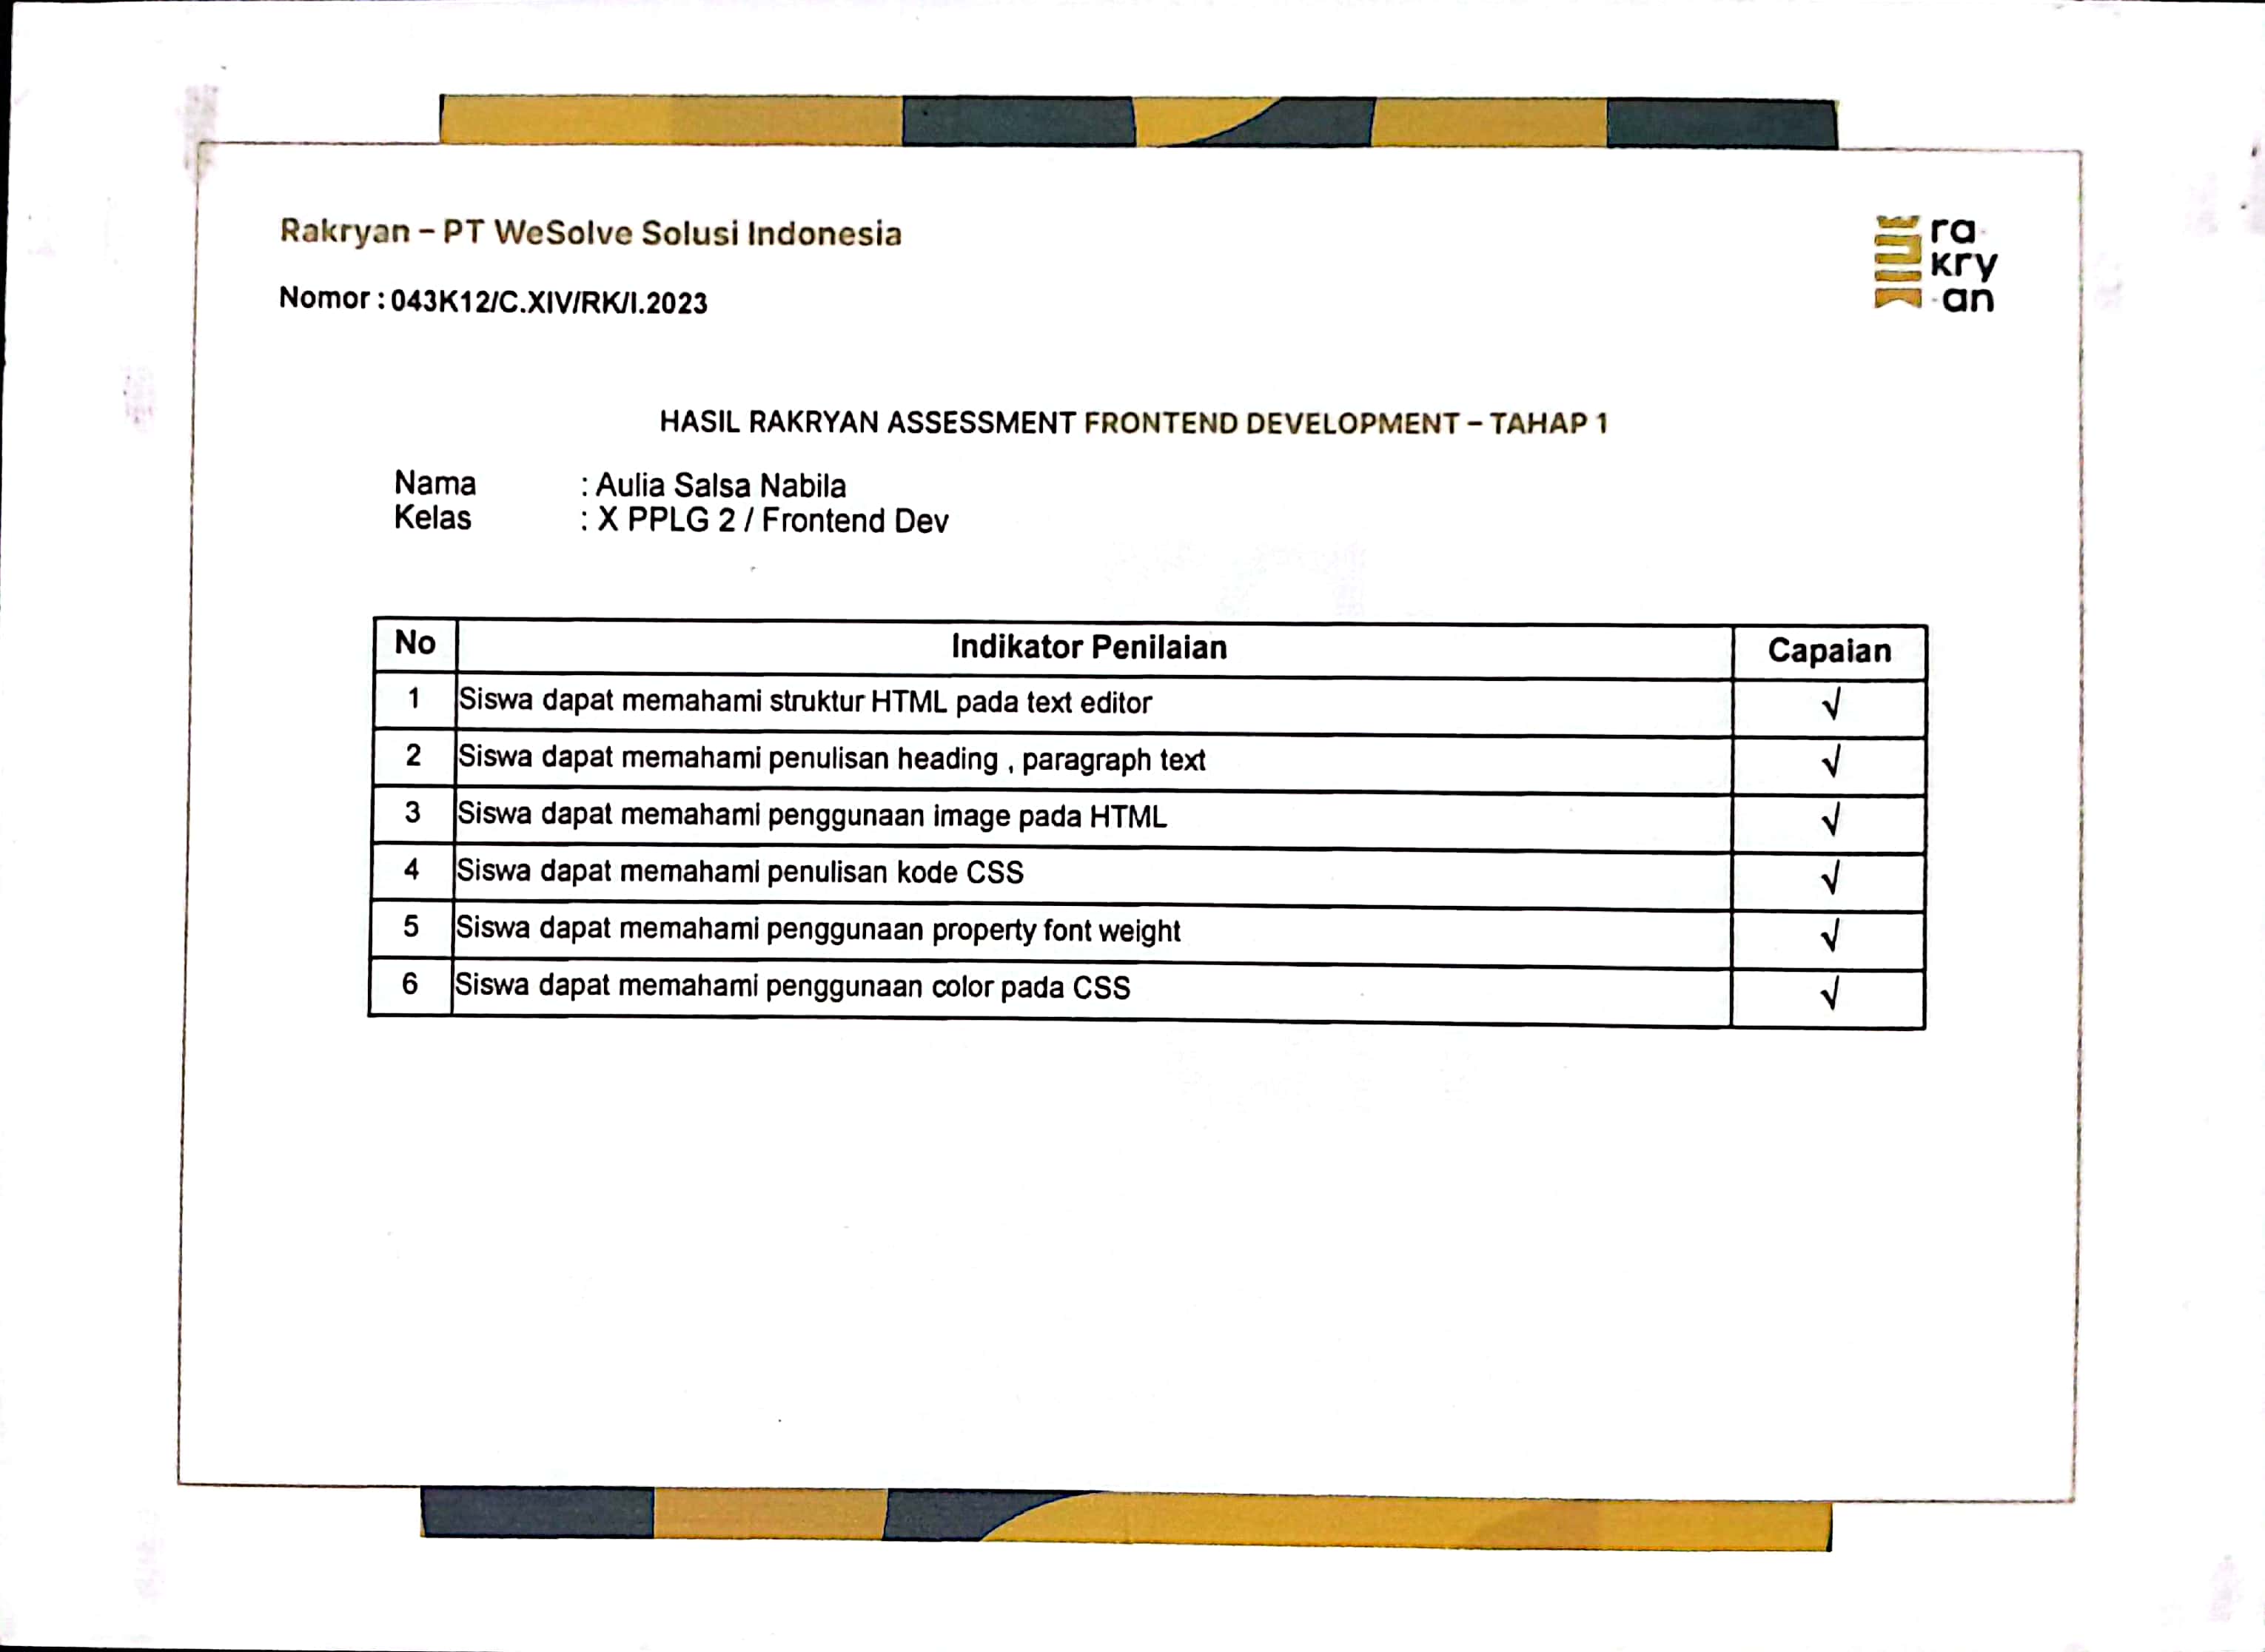 Rakryan – PT WeSolve Solusi Indonesia
Nomor : 043K12/C.XIV/RK/I.2023
ra
kry
an
HASIL RAKRYAN ASSESSMENT FRONTEND DEVELOPMENT – TAHAP 1
Nama : Aulia Salsa Nabila
Kelas : X PPLG 2 / Frontend Dev
No Indikator Penilaian Capaian
1 Siswa dapat memahami struktur HTML pada text editor √
2 Siswa dapat memahami penulisan heading , paragraph text √
3 Siswa dapat memahami penggunaan image pada HTML √
4 Siswa dapat memahami penulisan kode CSS √
5 Siswa dapat memahami penggunaan property font weight √
6 Siswa dapat memahami penggunaan color pada CSS √